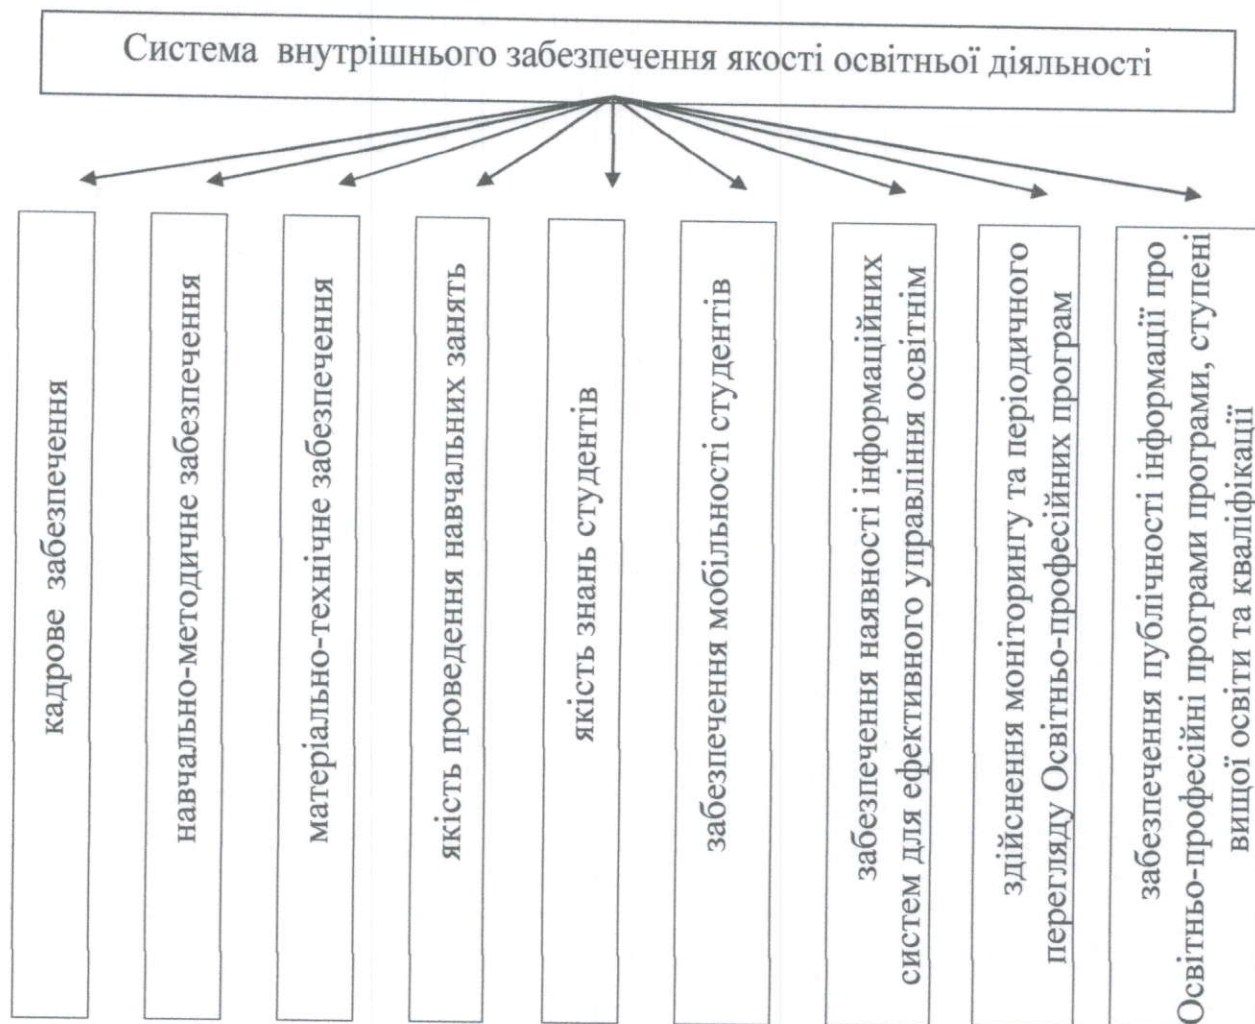 Система внутрішнього забезпечення якості освітньої діяльності
кадрове забезпечення
навчально-методичне забезпечення
матеріально-технічне забезпечення
якість проведення навчальних занять
якість знань студентів
забезпечення мобільності студентів
забезпечення наявності інформаційних
систем для ефективного управління освітнім
здійснення моніторингу та періодичного
перегляду Освітньо-професійних програм
забезпечення публічності інформації про
Освітньо-професійні програми програми, ступені
вищої освіти та кваліфікації